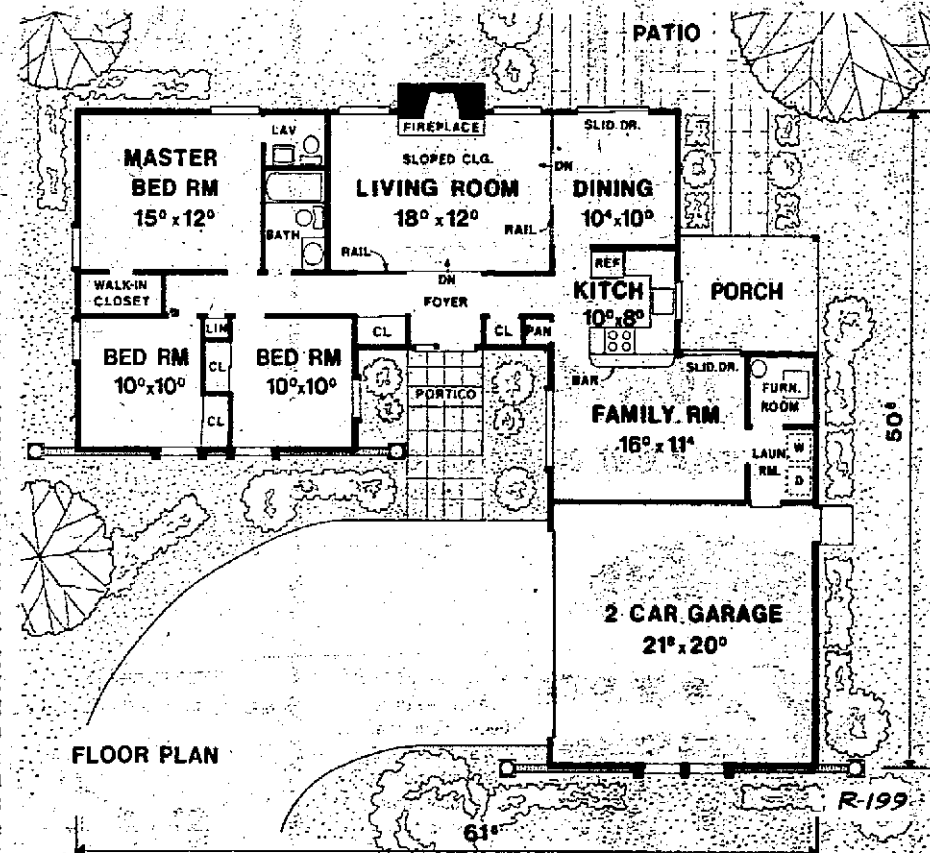 PATIO
FIREPLACE
SLID. DR.
LAV
MASTER
BED RM
15⁰ x 12⁰
SLOPED CLG.
LIVING ROOM
18⁰ x 12⁰
DN
DINING
10⁴ x 10⁰
BATH
RAIL
RAIL
WALK-IN
CLOSET
DN
FOYER
REF
KITCH
10⁰ x 8⁰
PORCH
LIN
CL
CL
PAN
BED RM
10⁰ x 10⁰
CL
BED RM
10⁰ x 10⁰
CL
PORTICO
BAR
SLID. DR.
FAMILY RM
16⁰ x 11⁴
FURN.
ROOM
LAUN.
RM.
W
D
50⁸
2 CAR GARAGE
21⁸ x 20⁰
FLOOR PLAN
R-199
61⁸